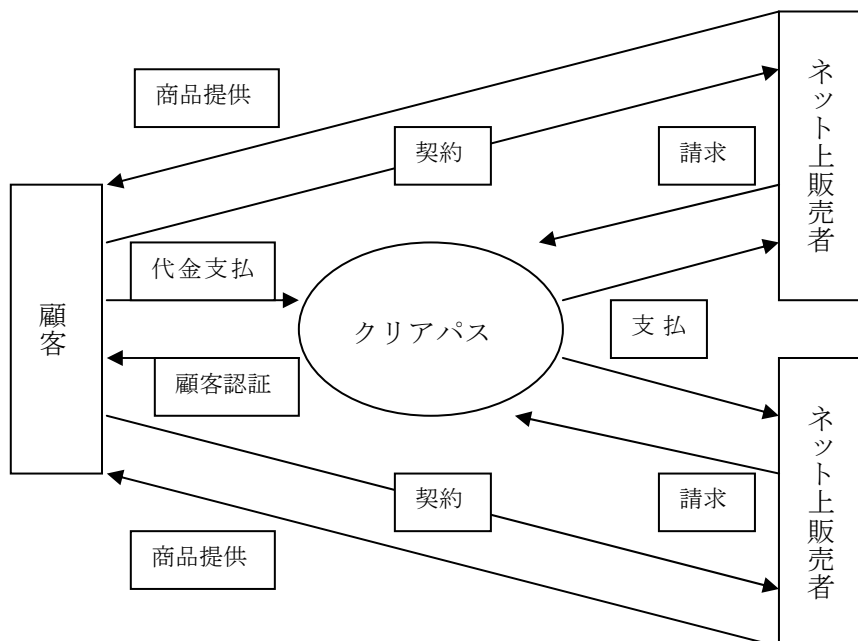 商品提供
契約
請求
ネット上販売者
代金支払
顧客
クリアパス
支払
顧客認証
ネット上販売者
契約
請求
商品提供